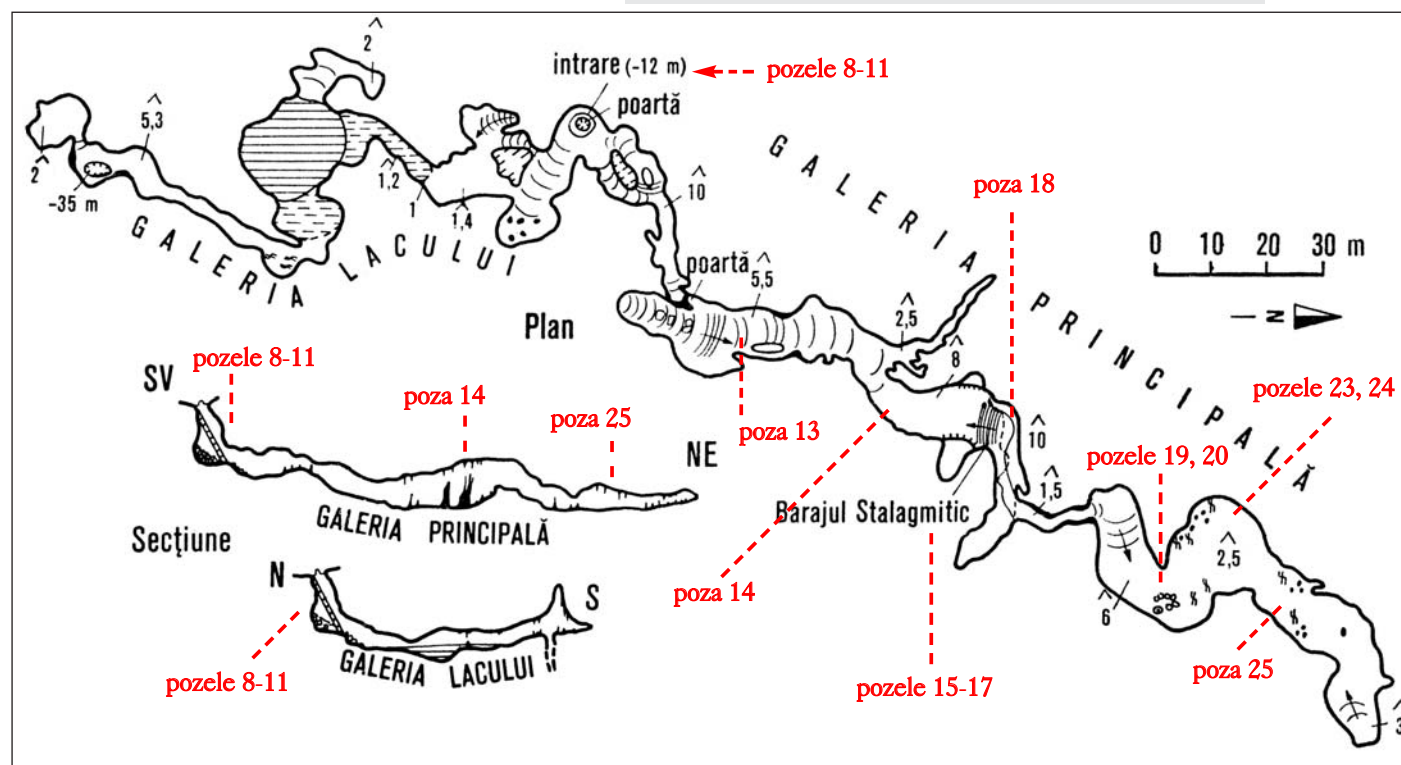 2
intrare (-12 m)
pozele 8-11
poartă
5,3
2
-35 m
1,2
1
1,4
10
GALERIA LACULUI
GALERIA PRINCIPALĂ
poza 18
0 10 20 30 m
N
poartă
5,5
2,5
8
Plan
poza 13
10
1,5
Barajul Stalagmitic
poza 14
pozele 15-17
pozele 19, 20
pozele 23, 24
2,5
6
poza 25
3
pozele 8-11
SV
poza 14
poza 25
NE
GALERIA PRINCIPALĂ
Secţiune
N
S
GALERIA LACULUI
pozele 8-11